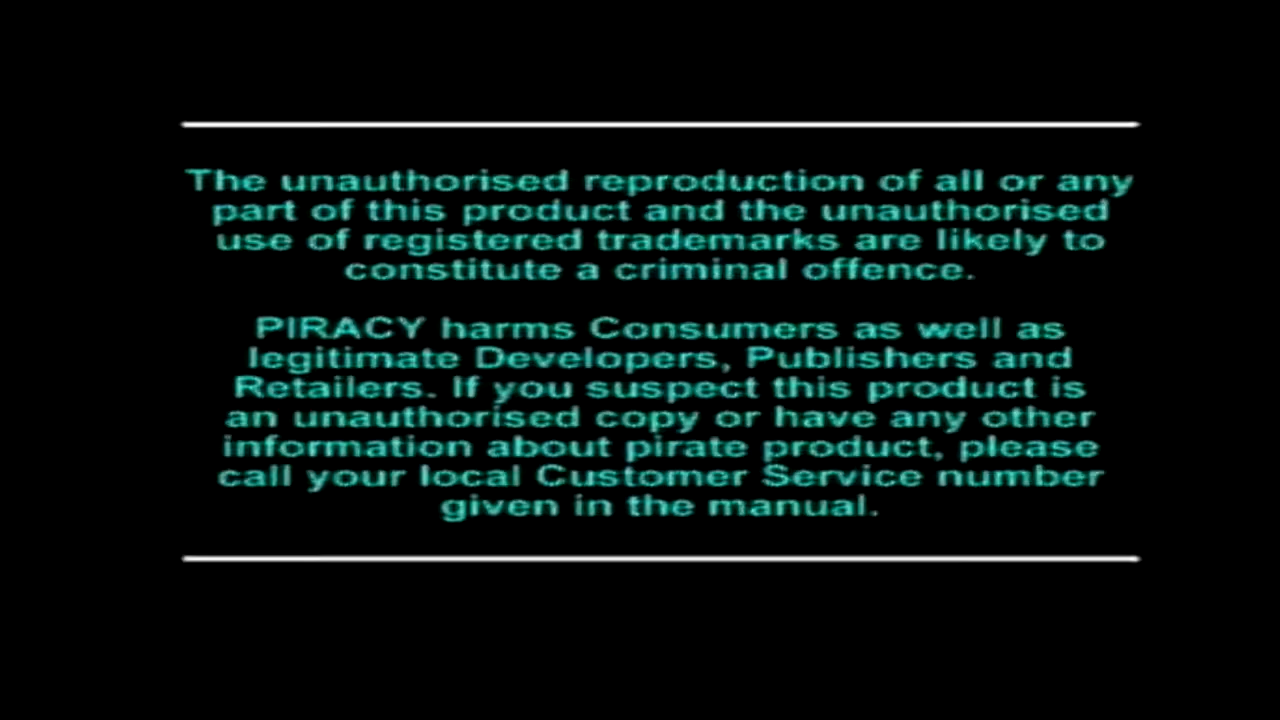 The unauthorised reproduction of all or any
part of this product and the unauthorised
use of registered trademarks are likely to
constitute a criminal offence.
PIRACY harms Consumers as well as
legitimate Developers, Publishers and
Retailers. If you suspect this product is
an unauthorised copy or have any other
information about pirate product, please
call your local Customer Service number
given in the manual.